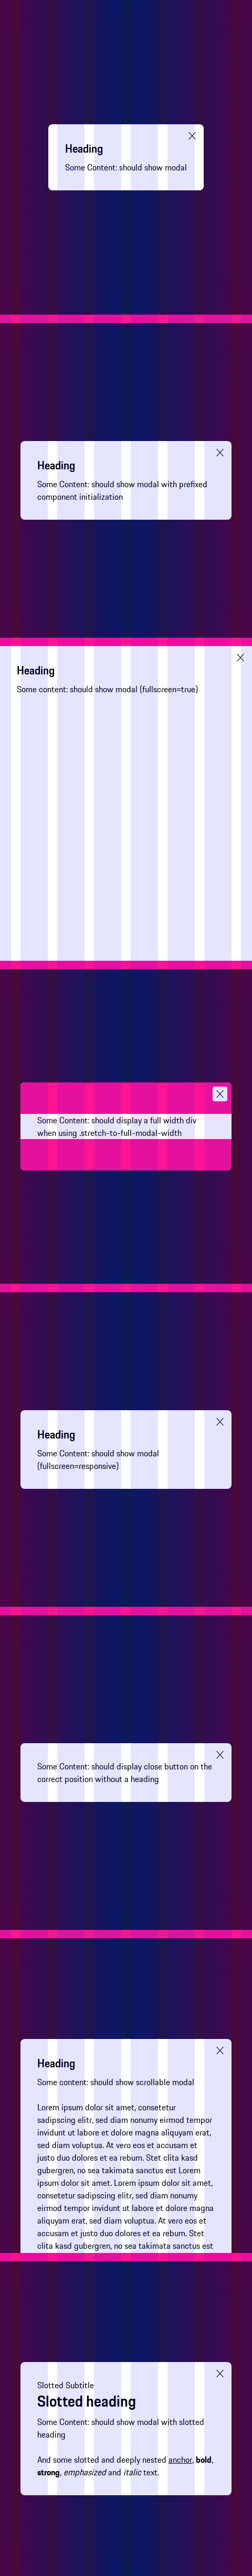 Heading
Some Content: should show modal
Heading
Some Content: should show modal with prefixed
component initialization
Heading
Some content: should show modal (fullscreen=true)
Some Content: should display a full width div
when using .stretch-to-full-modal-width
Heading
Some Content: should show modal
(fullscreen=responsive)
Some Content: should display close button on the
correct position without a heading
Heading
Some content: should show scrollable modal
Lorem ipsum dolor sit amet, consetetur
sadipscing elitr, sed diam nonumy eirmod tempor
invidunt ut labore et dolore magna aliquyam erat,
sed diam voluptua. At vero eos et accusam et
justo duo dolores et ea rebum. Stet clita kasd
gubergren, no sea takimata sanctus est Lorem
ipsum dolor sit amet. Lorem ipsum dolor sit amet,
consetetur sadipscing elitr, sed diam nonumy
eirmod tempor invidunt ut labore et dolore magna
aliquyam erat, sed diam voluptua. At vero eos et
accusam et justo duo dolores et ea rebum. Stet
clita kasd gubergren, no sea takimata sanctus est
Slotted Subtitle
Slotted heading
Some Content: should show modal with slotted
heading
And some slotted and deeply nested anchor, bold,
strong, emphasized and italic text.